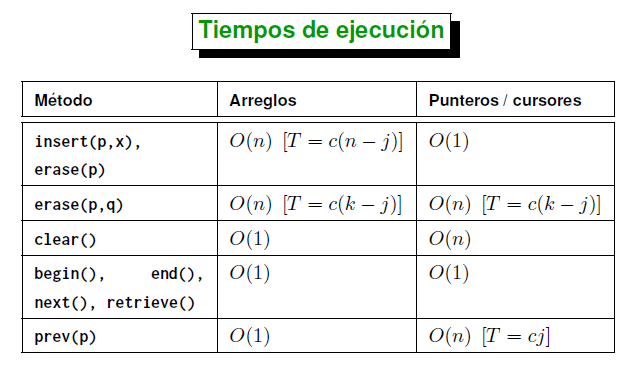 Tiempos de ejecución
Método Arreglos Punteros / cursores
insert(p,x), O(n) [T = c(n − j)] O(1)
erase(p)
erase(p,q) O(n) [T = c(k − j)] O(n) [T = c(k − j)]
clear() O(1) O(n)
begin(), end(), O(1) O(1)
next(), retrieve()
prev(p) O(1) O(n) [T = cj]